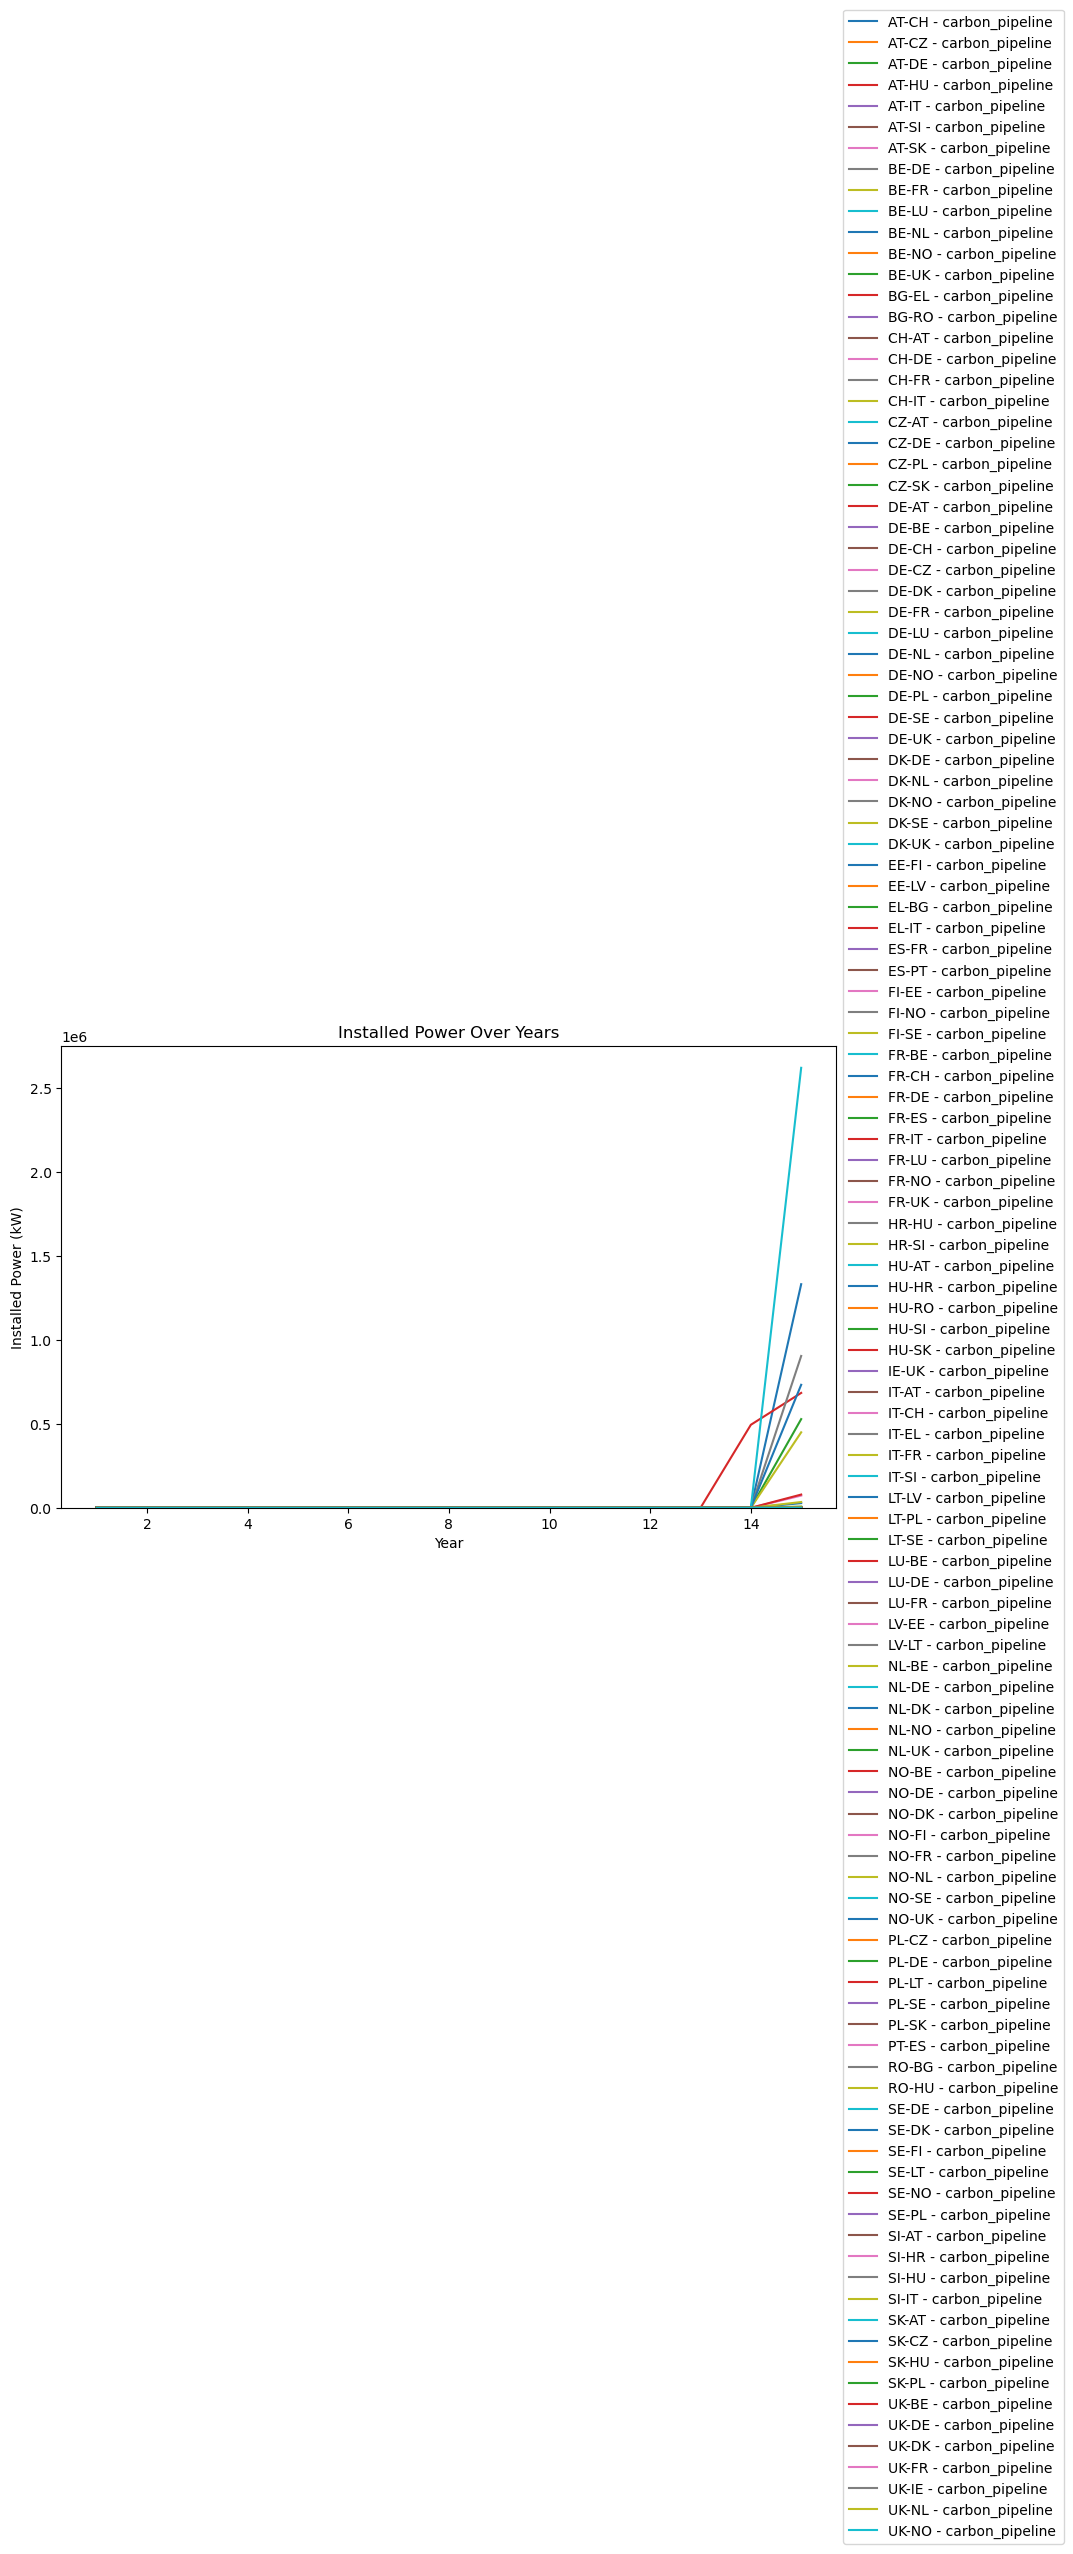 Installed Power Over Years
1e6
2.5
2.0
1.5
1.0
0.5
0.0
Installed Power (kW)
2 4 6 8 10 12 14
Year
AT-CH - carbon_pipeline
AT-CZ - carbon_pipeline
AT-DE - carbon_pipeline
AT-HU - carbon_pipeline
AT-IT - carbon_pipeline
AT-SI - carbon_pipeline
AT-SK - carbon_pipeline
BE-DE - carbon_pipeline
BE-FR - carbon_pipeline
BE-LU - carbon_pipeline
BE-NL - carbon_pipeline
BE-NO - carbon_pipeline
BE-UK - carbon_pipeline
BG-EL - carbon_pipeline
BG-RO - carbon_pipeline
CH-AT - carbon_pipeline
CH-DE - carbon_pipeline
CH-FR - carbon_pipeline
CH-IT - carbon_pipeline
CZ-AT - carbon_pipeline
CZ-DE - carbon_pipeline
CZ-PL - carbon_pipeline
CZ-SK - carbon_pipeline
DE-AT - carbon_pipeline
DE-BE - carbon_pipeline
DE-CH - carbon_pipeline
DE-CZ - carbon_pipeline
DE-DK - carbon_pipeline
DE-FR - carbon_pipeline
DE-LU - carbon_pipeline
DE-NL - carbon_pipeline
DE-NO - carbon_pipeline
DE-PL - carbon_pipeline
DE-SE - carbon_pipeline
DE-UK - carbon_pipeline
DK-DE - carbon_pipeline
DK-NL - carbon_pipeline
DK-NO - carbon_pipeline
DK-SE - carbon_pipeline
DK-UK - carbon_pipeline
EE-FI - carbon_pipeline
EE-LV - carbon_pipeline
EL-BG - carbon_pipeline
EL-IT - carbon_pipeline
ES-FR - carbon_pipeline
ES-PT - carbon_pipeline
FI-EE - carbon_pipeline
FI-NO - carbon_pipeline
FI-SE - carbon_pipeline
FR-BE - carbon_pipeline
FR-CH - carbon_pipeline
FR-DE - carbon_pipeline
FR-ES - carbon_pipeline
FR-IT - carbon_pipeline
FR-LU - carbon_pipeline
FR-NO - carbon_pipeline
FR-UK - carbon_pipeline
HR-HU - carbon_pipeline
HR-SI - carbon_pipeline
HU-AT - carbon_pipeline
HU-HR - carbon_pipeline
HU-RO - carbon_pipeline
HU-SI - carbon_pipeline
HU-SK - carbon_pipeline
IE-UK - carbon_pipeline
IT-AT - carbon_pipeline
IT-CH - carbon_pipeline
IT-EL - carbon_pipeline
IT-FR - carbon_pipeline
IT-SI - carbon_pipeline
LT-LV - carbon_pipeline
LT-PL - carbon_pipeline
LT-SE - carbon_pipeline
LU-BE - carbon_pipeline
LU-DE - carbon_pipeline
LU-FR - carbon_pipeline
LV-EE - carbon_pipeline
LV-LT - carbon_pipeline
NL-BE - carbon_pipeline
NL-DE - carbon_pipeline
NL-DK - carbon_pipeline
NL-NO - carbon_pipeline
NL-UK - carbon_pipeline
NO-BE - carbon_pipeline
NO-DE - carbon_pipeline
NO-DK - carbon_pipeline
NO-FI - carbon_pipeline
NO-FR - carbon_pipeline
NO-NL - carbon_pipeline
NO-SE - carbon_pipeline
NO-UK - carbon_pipeline
PL-CZ - carbon_pipeline
PL-DE - carbon_pipeline
PL-LT - carbon_pipeline
PL-SE - carbon_pipeline
PL-SK - carbon_pipeline
PT-ES - carbon_pipeline
RO-BG - carbon_pipeline
RO-HU - carbon_pipeline
SE-DE - carbon_pipeline
SE-DK - carbon_pipeline
SE-FI - carbon_pipeline
SE-LT - carbon_pipeline
SE-NO - carbon_pipeline
SE-PL - carbon_pipeline
SI-AT - carbon_pipeline
SI-HR - carbon_pipeline
SI-HU - carbon_pipeline
SI-IT - carbon_pipeline
SK-AT - carbon_pipeline
SK-CZ - carbon_pipeline
SK-HU - carbon_pipeline
SK-PL - carbon_pipeline
UK-BE - carbon_pipeline
UK-DE - carbon_pipeline
UK-DK - carbon_pipeline
UK-FR - carbon_pipeline
UK-IE - carbon_pipeline
UK-NL - carbon_pipeline
UK-NO - carbon_pipeline